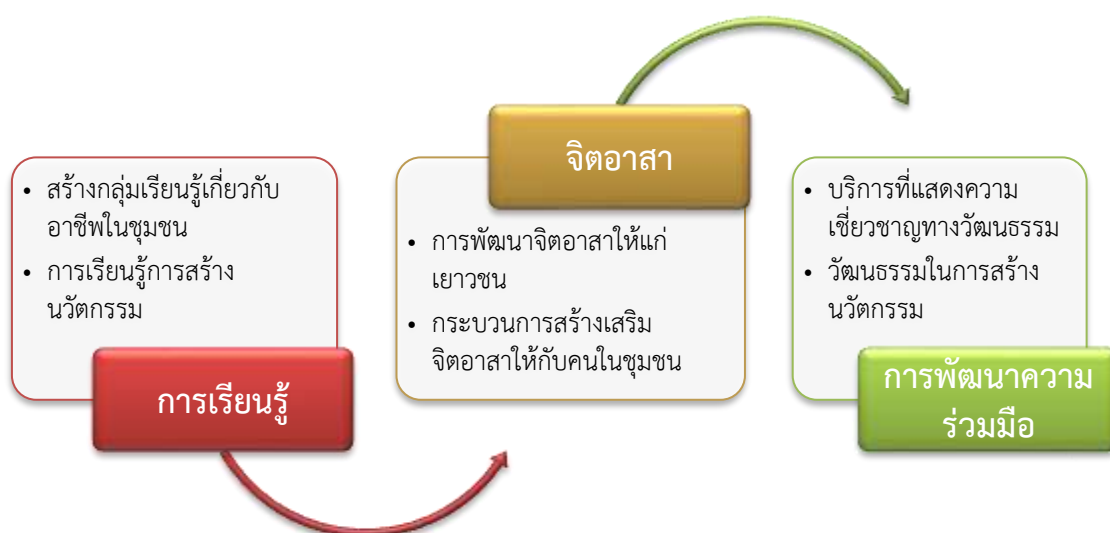 • สร้างกลุ่มเรียนรู้เกี่ยวกับ
อาชีพในชุมชน
• การเรียนรู้การสร้าง
นวัตกรรม
การเรียนรู้
จิตอาสา
• การพัฒนาจิตอาสาให้แก่
เยาวชน
• กระบวนการสร้างเสริม
จิตอาสาให้กับคนในชุมชน
• บริการที่แสดงความ
เชี่ยวชาญทางวัฒนธรรม
• วัฒนธรรมในการสร้าง
นวัตกรรม
การพัฒนาความ
ร่วมมือ